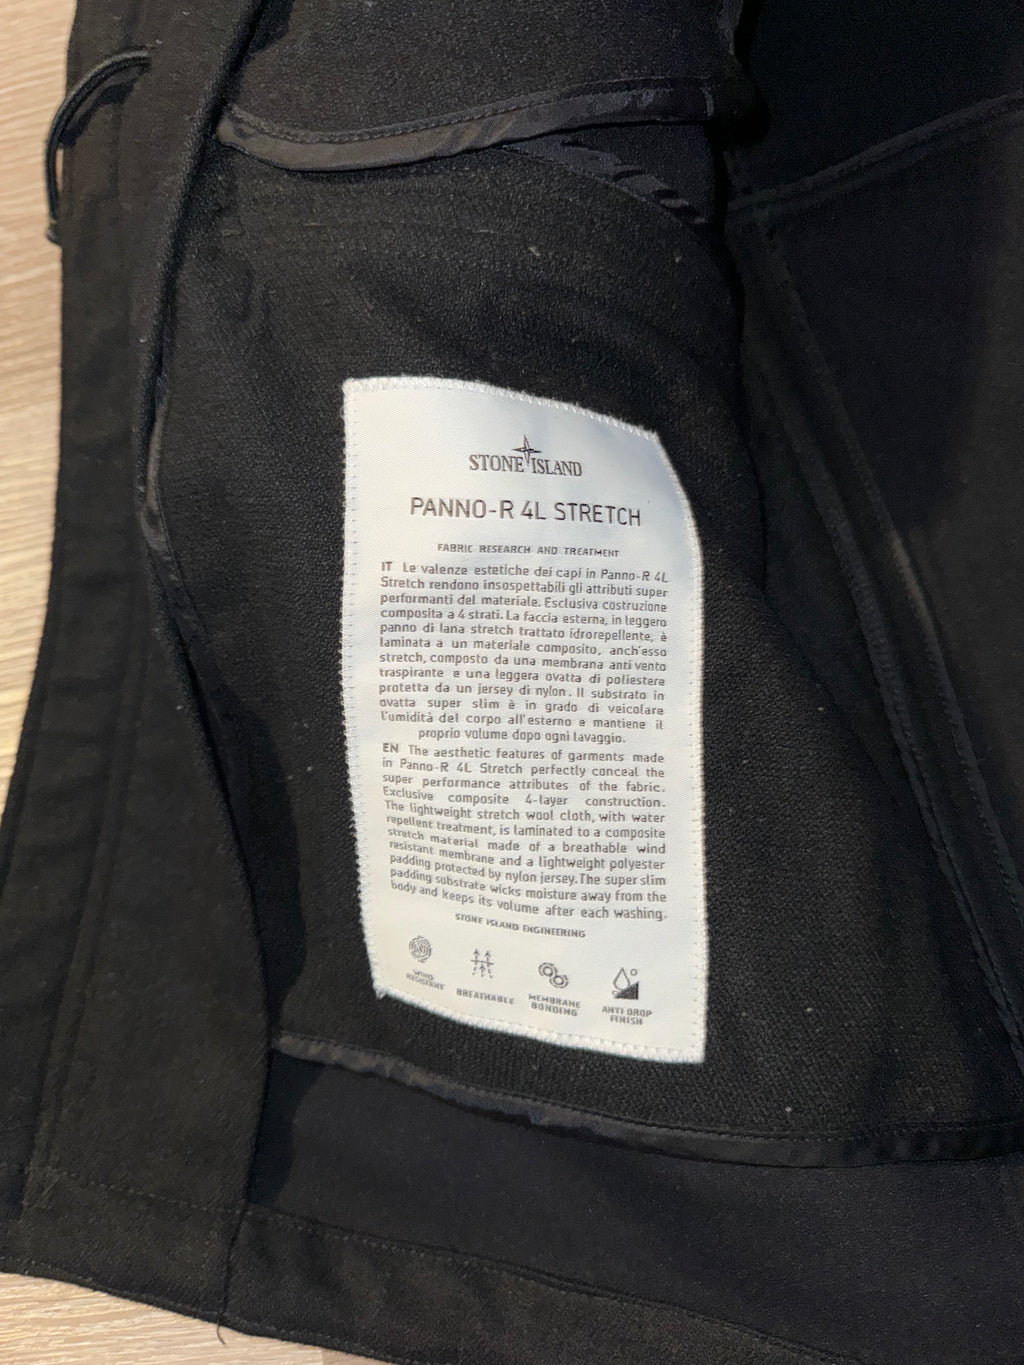 STONE ISLAND
PANNO-R 4L STRETCH
FABRIC RESEARCH AND TREATMENT
IT Le valenze estetiche dei capi in Panno-R 4L
Stretch rendono insospettabili gli attributi super
performanti del materiale. Esclusiva costruzione
composita a 4 strati. La faccia esterna, in leggero
panno di lana stretch trattato idrorepellente, è
laminata a un materiale composito, anch'esso
stretch, composto da una membrana anti vento
traspirante e una leggera ovatta di poliestere
protetta da un jersey di nylon. Il substrato in
ovatta super slim è in grado di veicolare
l'umidità del corpo all'esterno e mantiene il
proprio volume dopo ogni lavaggio.
EN The aesthetic features of garments made
in Panno-R 4L Stretch perfectly conceal the
super performance attributes of the fabric.
Exclusive composite 4-layer construction.
The lightweight stretch wool cloth, with water
repellent treatment, is laminated to a composite
stretch material made of a breathable wind
resistant membrane and a lightweight polyester
padding protected by nylon jersey. The super slim
padding substrate wicks moisture away from the
body and keeps its volume after each washing.
STONE ISLAND ENGINEERING
WIND
RESISTANT
BREATHABLE
MEMBRANE
BONDING
ANTI DROP
FINISH